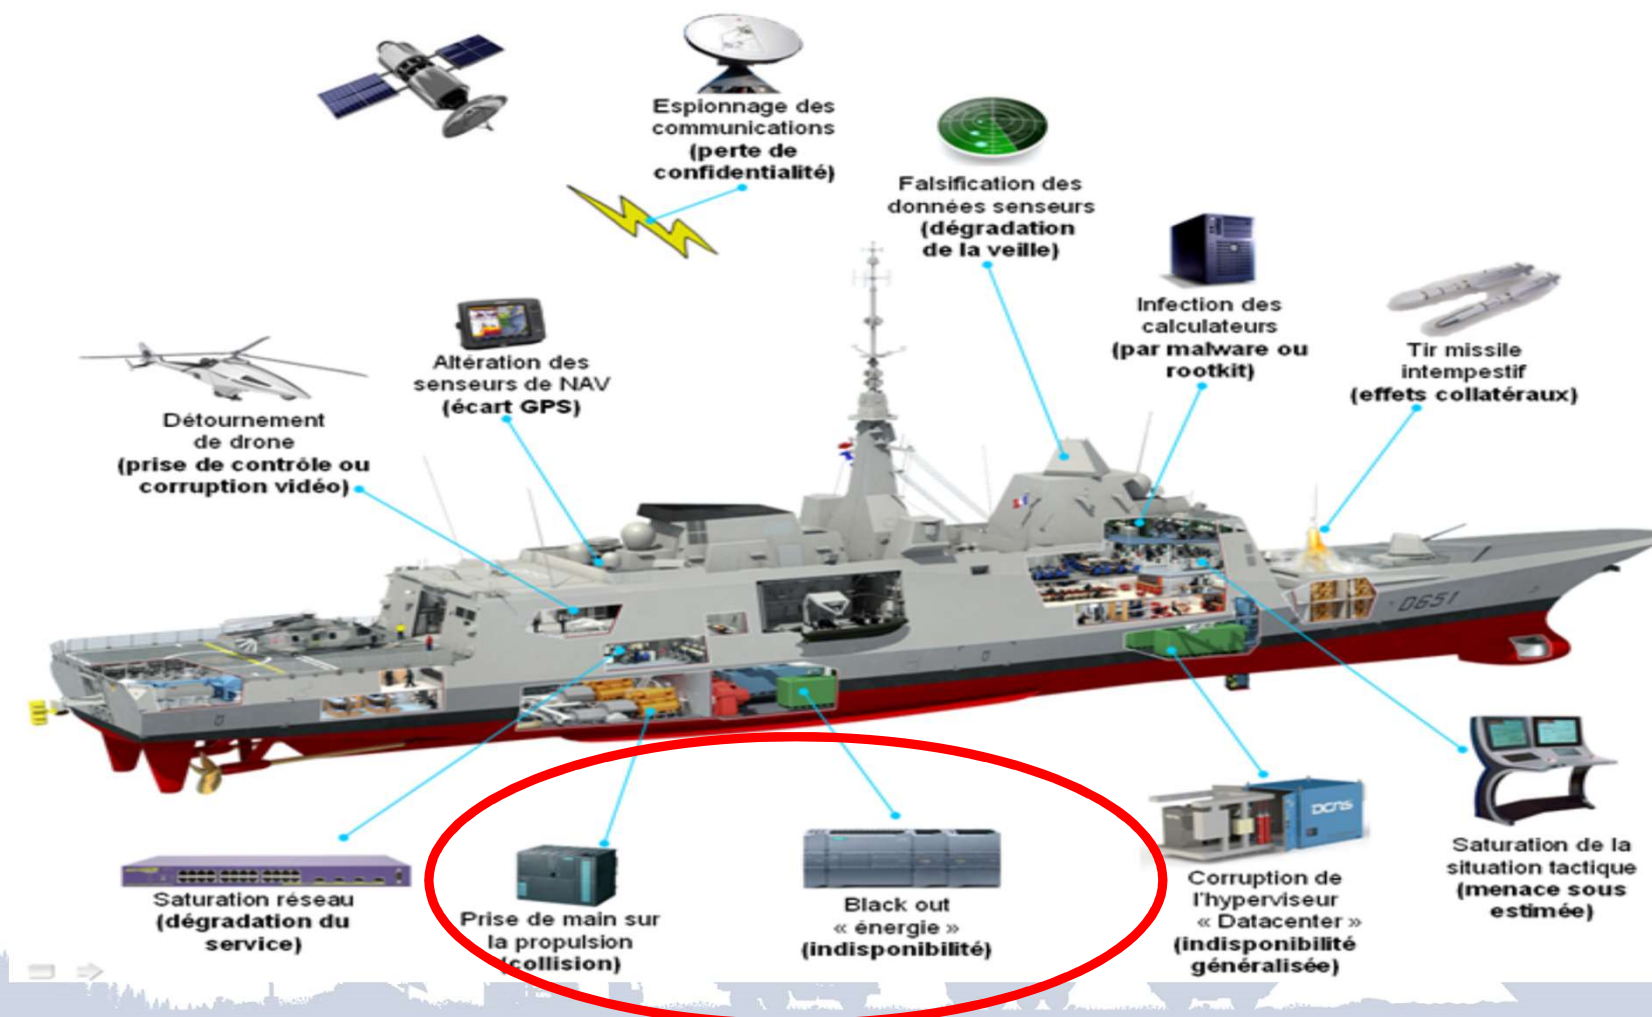 Espionnage des
communications
(perte de
confidentialité)
Falsification des
données senseurs
(dégradation
de la veille)
Infection des
calculateurs
(par malware ou
rootkit)
Tir missile
intempestif
(effets collatéraux)
Altération des
senseurs de NAV
(écart GPS)
Détournement
de drone
(prise de contrôle ou
corruption vidéo)
D651
DCNS
Saturation réseau
(dégradation du
service)
Prise de main sur
la propulsion
(collision)
Black out
« énergie »
(indisponibilité)
Corruption de
l'hyperviseur
« Datacenter »
(indisponibilité
généralisée)
Saturation de la
situation tactique
(menace sous
estimée)